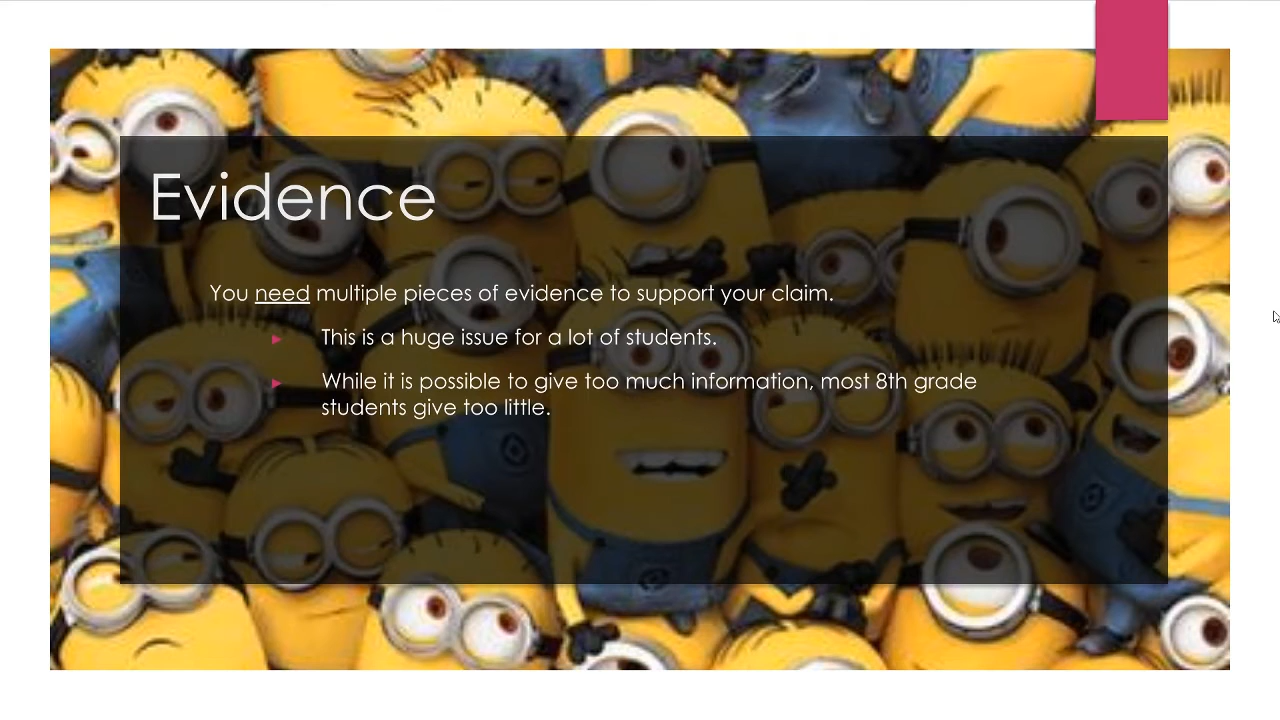 Evidence
You need multiple pieces of evidence to support your claim.
This is a huge issue for a lot of students.
While it is possible to give too much information, most 8th grade
students give too little.